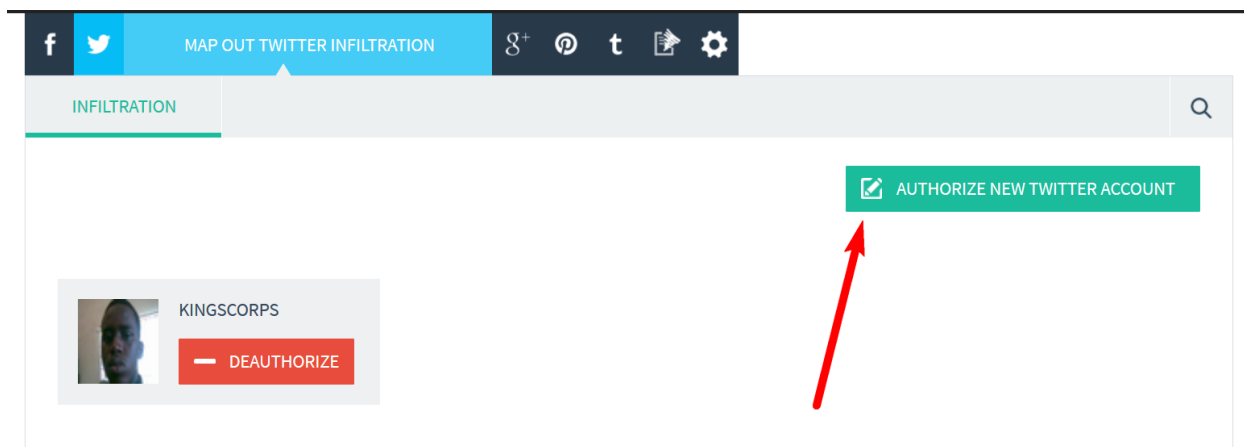 f MAP OUT TWITTER INFILTRATION g+ t
INFILTRATION
AUTHORIZE NEW TWITTER ACCOUNT
KINGSCORPS
DEAUTHORIZE